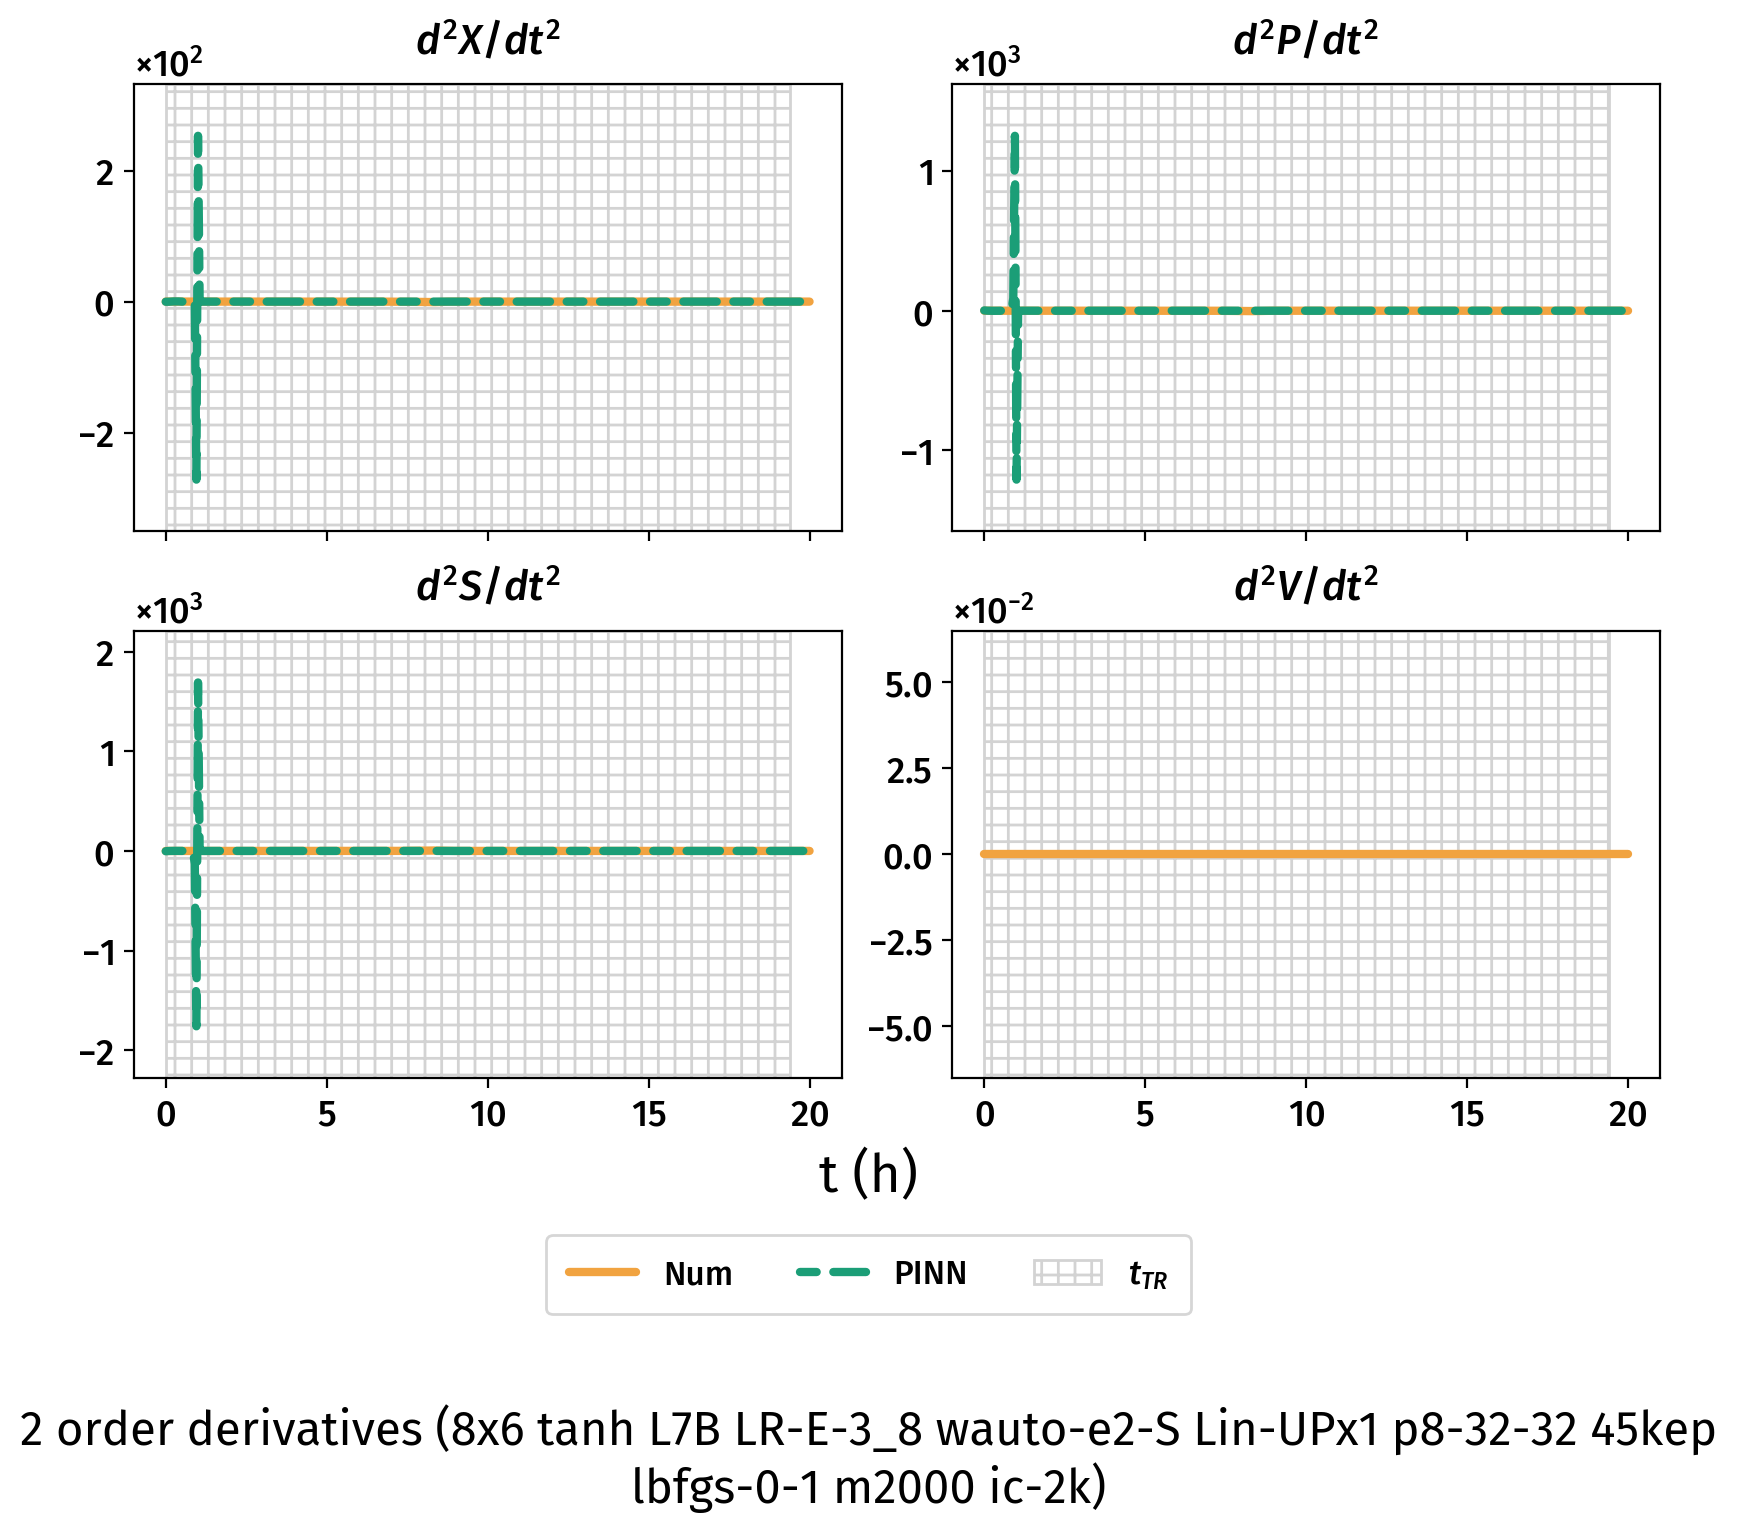 d²X/dt²
×10²
2
0
−2
d²P/dt²
×10³
1
0
−1
d²S/dt²
×10³
2
1
0
−1
−2
0 5 10 15 20
d²V/dt²
×10⁻²
5.0
2.5
0.0
−2.5
−5.0
0 5 10 15 20
t (h)
Num PINN t_TR
2 order derivatives (8x6 tanh L7B LR-E-3_8 wauto-e2-S Lin-UPx1 p8-32-32 45kep
lbfgs-0-1 m2000 ic-2k)